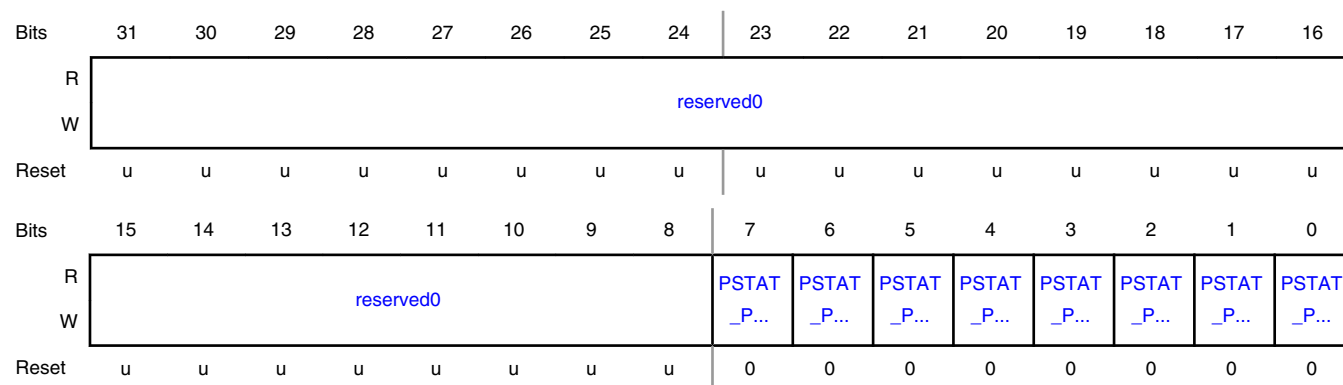 Bits 31 30 29 28 27 26 25 24 23 22 21 20 19 18 17 16
R
reserved0
W
Reset u u u u u u u u u u u u u u u u
Bits 15 14 13 12 11 10 9 8 7 6 5 4 3 2 1 0
R
PSTAT PSTAT PSTAT PSTAT PSTAT PSTAT PSTAT PSTAT
reserved0
_P... _P... _P... _P... _P... _P... _P... _P...
W
Reset u u u u u u u u 0 0 0 0 0 0 0 0